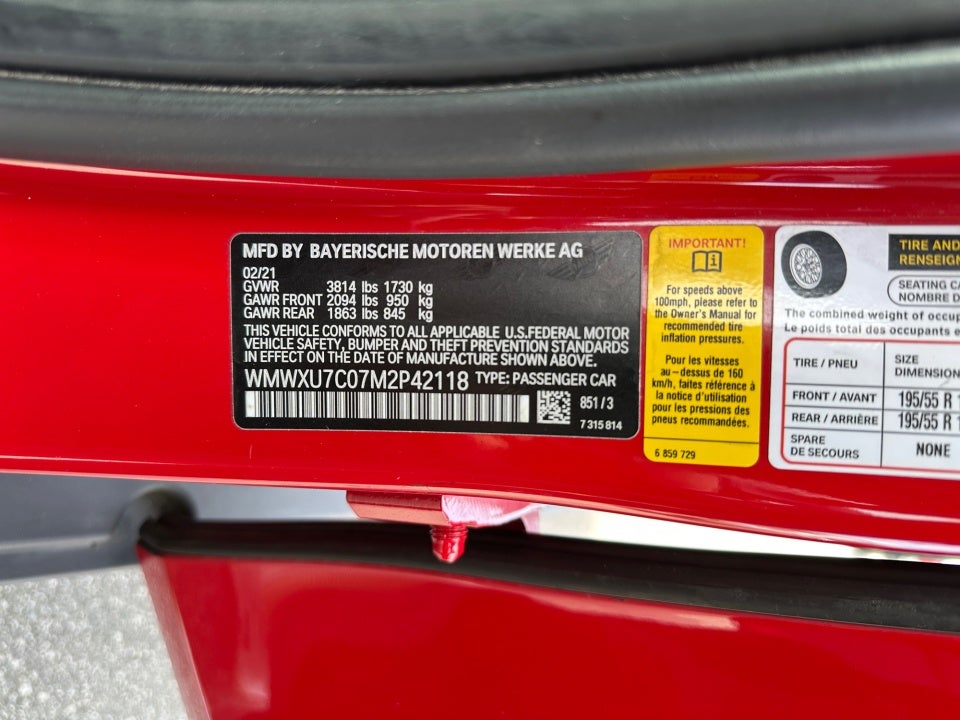 MFD BY BAYERISCHE MOTOREN WERKE AG
02/21
GVWR 3814 lbs 1730 kg
GAWR FRONT 2094 lbs 950 kg
GAWR REAR 1863 lbs 845 kg
THIS VEHICLE CONFORMS TO ALL APPLICABLE U.S.FEDERAL MOTOR
VEHICLE SAFETY, BUMPER AND THEFT PREVENTION STANDARDS
IN EFFECT ON THE DATE OF MANUFACTURE SHOWN ABOVE.
WMWXU7C07M2P42118 TYPE: PASSENGER CAR
851/3
7 315 814
IMPORTANT!
For speeds above
100mph, please refer to
the Owner's Manual for
recommended tire
inflation pressures.
Pour les vitesses
au-dessus de 160
km/h, faites référence à
la notice d'utilisation
pour les pressions des
pneus recommandées.
6 859 729
TIRE AND
RENSEIGN
SEATING CA
NOMBRE D
The combined weight of occup
Le poids total des occupants e
TIRE / PNEU SIZE
DIMENSION
FRONT / AVANT 195/55 R 1
REAR / ARRIÈRE 195/55 R 1
SPARE
DE SECOURS NONE